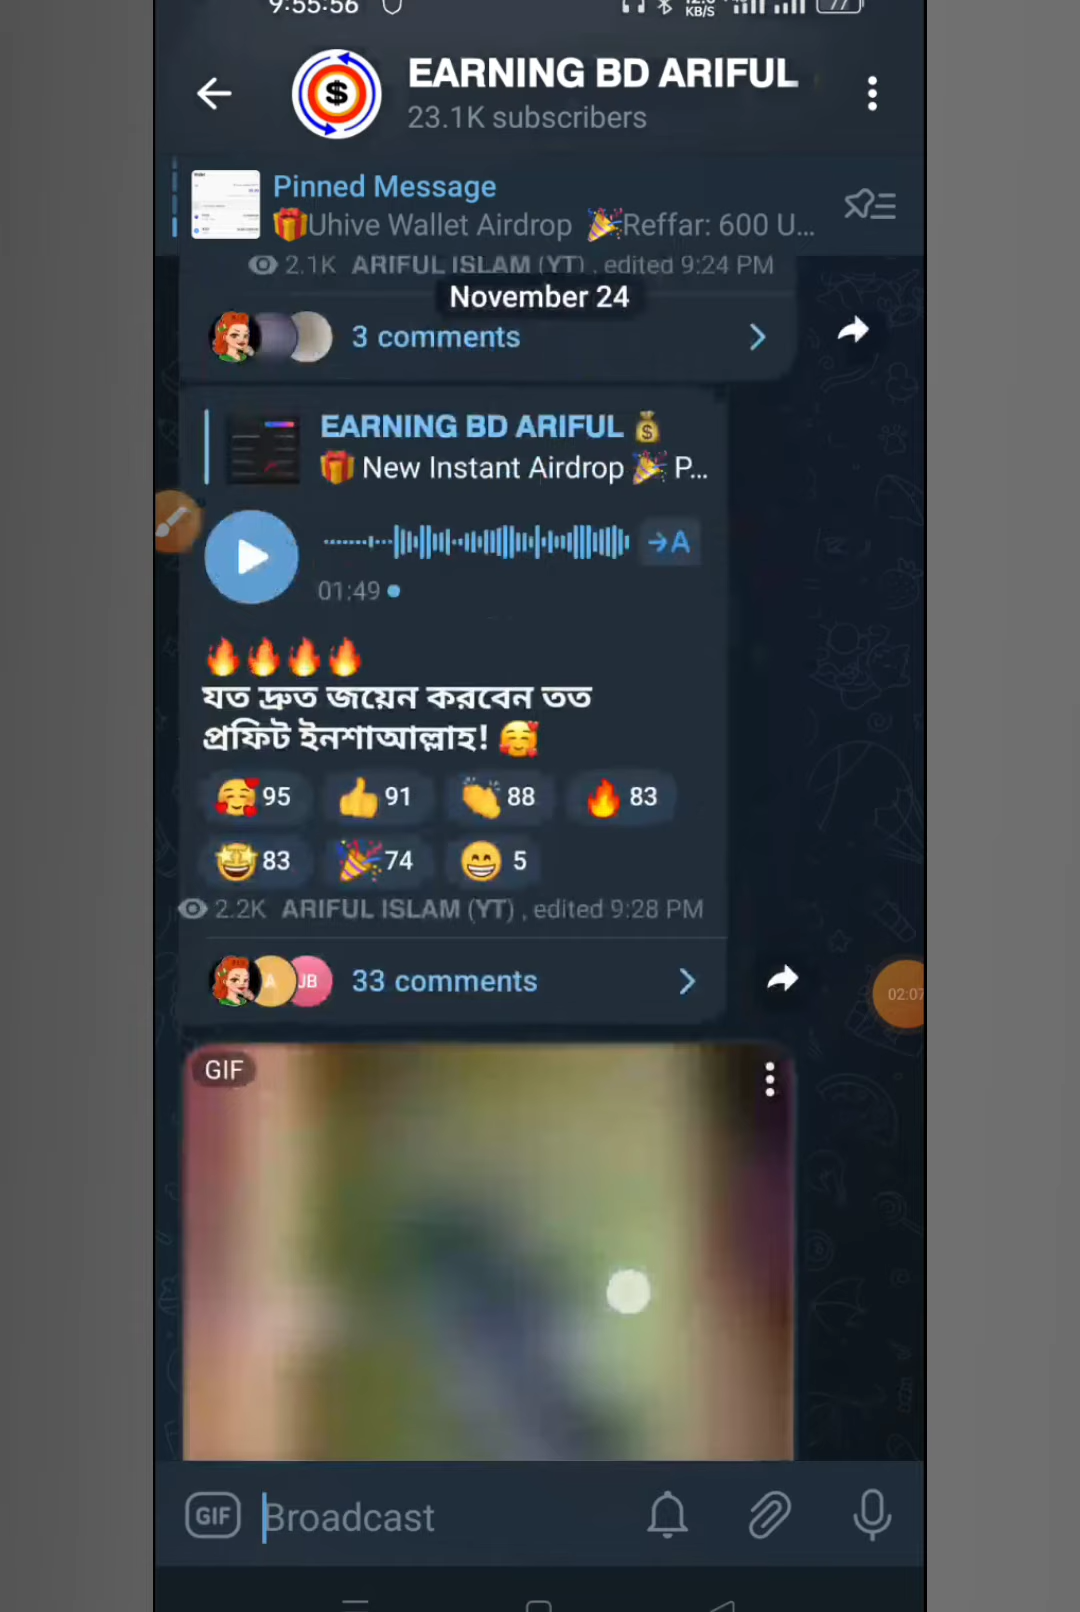 9:55:56
KB/S
77
EARNING BD ARIFUL
23.1K subscribers
Pinned Message
🎁Uhive Wallet Airdrop 🎉Reffar: 600 U...
2.1K ARIFUL ISLAM (YT) , edited 9:24 PM
November 24
3 comments
EARNING BD ARIFUL 💰
🎁 New Instant Airdrop 🎉 P...
→A
01:49
🔥🔥🔥🔥
যত দ্রুত জয়েন করবেন তত
প্রফিট ইনশাআল্লাহ! 🥰
🥰 95 👍 91 👏 88 🔥 83
🤩 83 🎉 74 😁 5
2.2K ARIFUL ISLAM (YT) , edited 9:28 PM
A JB
33 comments
02:07
GIF
GIF
Broadcast